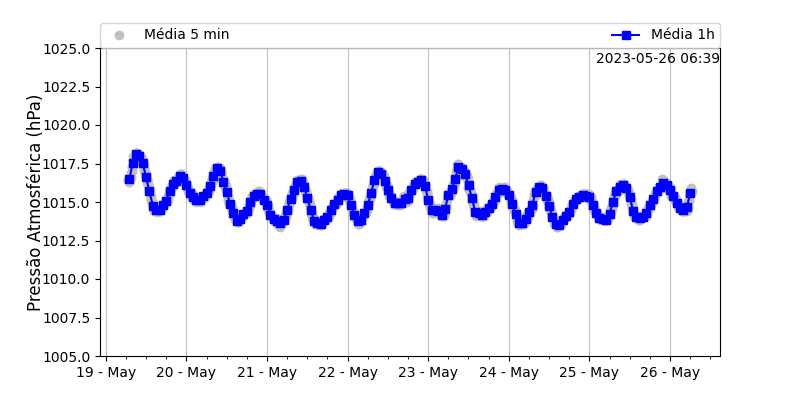 Média 5 min
Média 1h
2023-05-26 06:39
Pressão Atmosférica (hPa)
1025.0
1022.5
1020.0
1017.5
1015.0
1012.5
1010.0
1007.5
1005.0
19 - May
20 - May
21 - May
22 - May
23 - May
24 - May
25 - May
26 - May